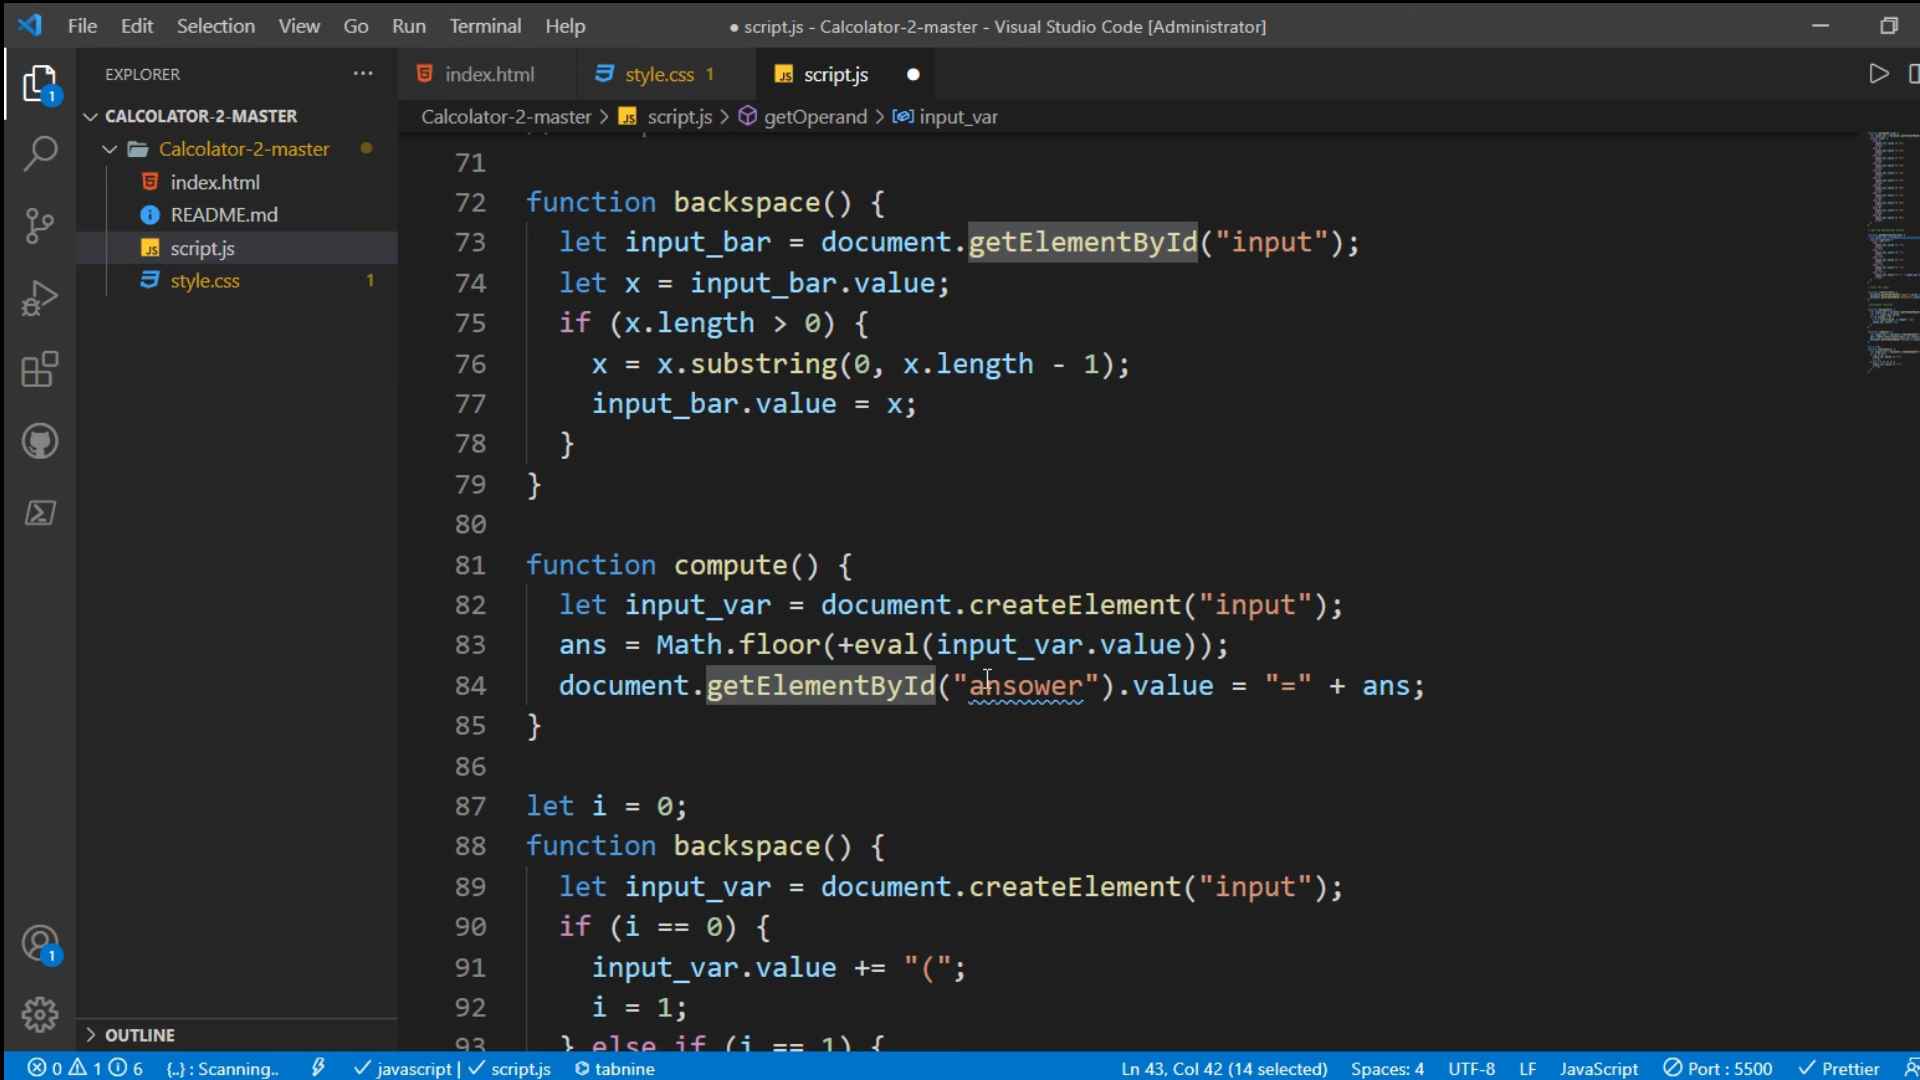 File Edit Selection View Go Run Terminal Help
● script.js - Calcolator-2-master - Visual Studio Code [Administrator]
EXPLORER
index.html
style.css 1
script.js
CALCOLATOR-2-MASTER
Calcolator-2-master > script.js > getOperand > input_var
Calcolator-2-master
index.html
README.md
script.js
style.css 1
1
71
72 function backspace() {
73 let input_bar = document.getElementById("input");
74 let x = input_bar.value;
75 if (x.length > 0) {
76 x = x.substring(0, x.length - 1);
77 input_bar.value = x;
78 }
79 }
80
81 function compute() {
82 let input_var = document.createElement("input");
83 ans = Math.floor(+eval(input_var.value));
84 document.getElementById("ansower").value = "=" + ans;
85 }
86
87 let i = 0;
88 function backspace() {
89 let input_var = document.createElement("input");
90 if (i == 0) {
91 input_var.value += "(";
92 i = 1;
93 } else if (i == 1) {
1
OUTLINE
0 1 6 {..} : Scanning.. javascript | script.js tabnine Ln 43, Col 42 (14 selected) Spaces: 4 UTF-8 LF JavaScript Port : 5500 Prettier